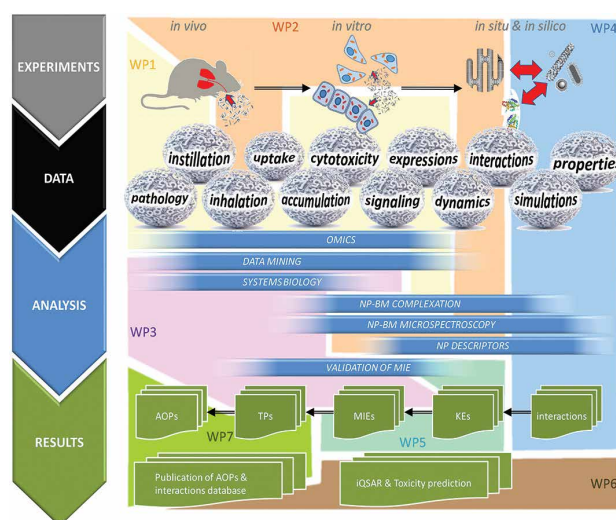 in vivo
WP2
in vitro
in situ & in silico
WP4
EXPERIMENTS
WP1
DATA
instillation
uptake
cytotoxicity
expressions
interactions
properties
pathology
inhalation
accumulation
signaling
dynamics
simulations
ANALYSIS
OMICS
DATA MINING
SYSTEMS BIOLOGY
NP-BM COMPLEXATION
WP3
NP-BM MICROSPECTROSCOPY
NP DESCRIPTORS
VALIDATION OF MIE
RESULTS
AOPs
TPs
MIEs
KEs
interactions
WP7
WP5
Publication of AOPs &
interactions database
iQSAR & Toxicity prediction
WP6